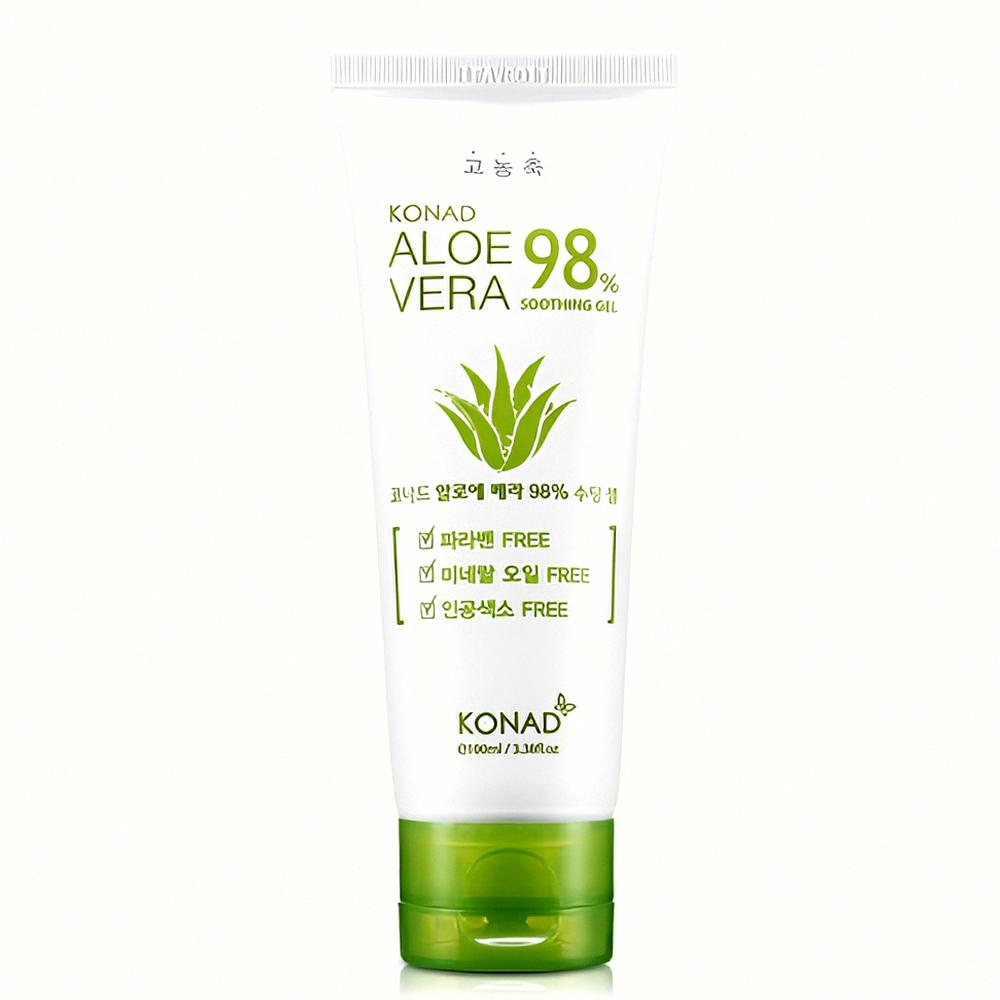 고농축
KONAD
ALOE
VERA
98%
SOOTHING GEL
코나드 알로에 베라 98% 수딩 젤
파라벤 FREE
미네랄 오일 FREE
인공색소 FREE
KONAD